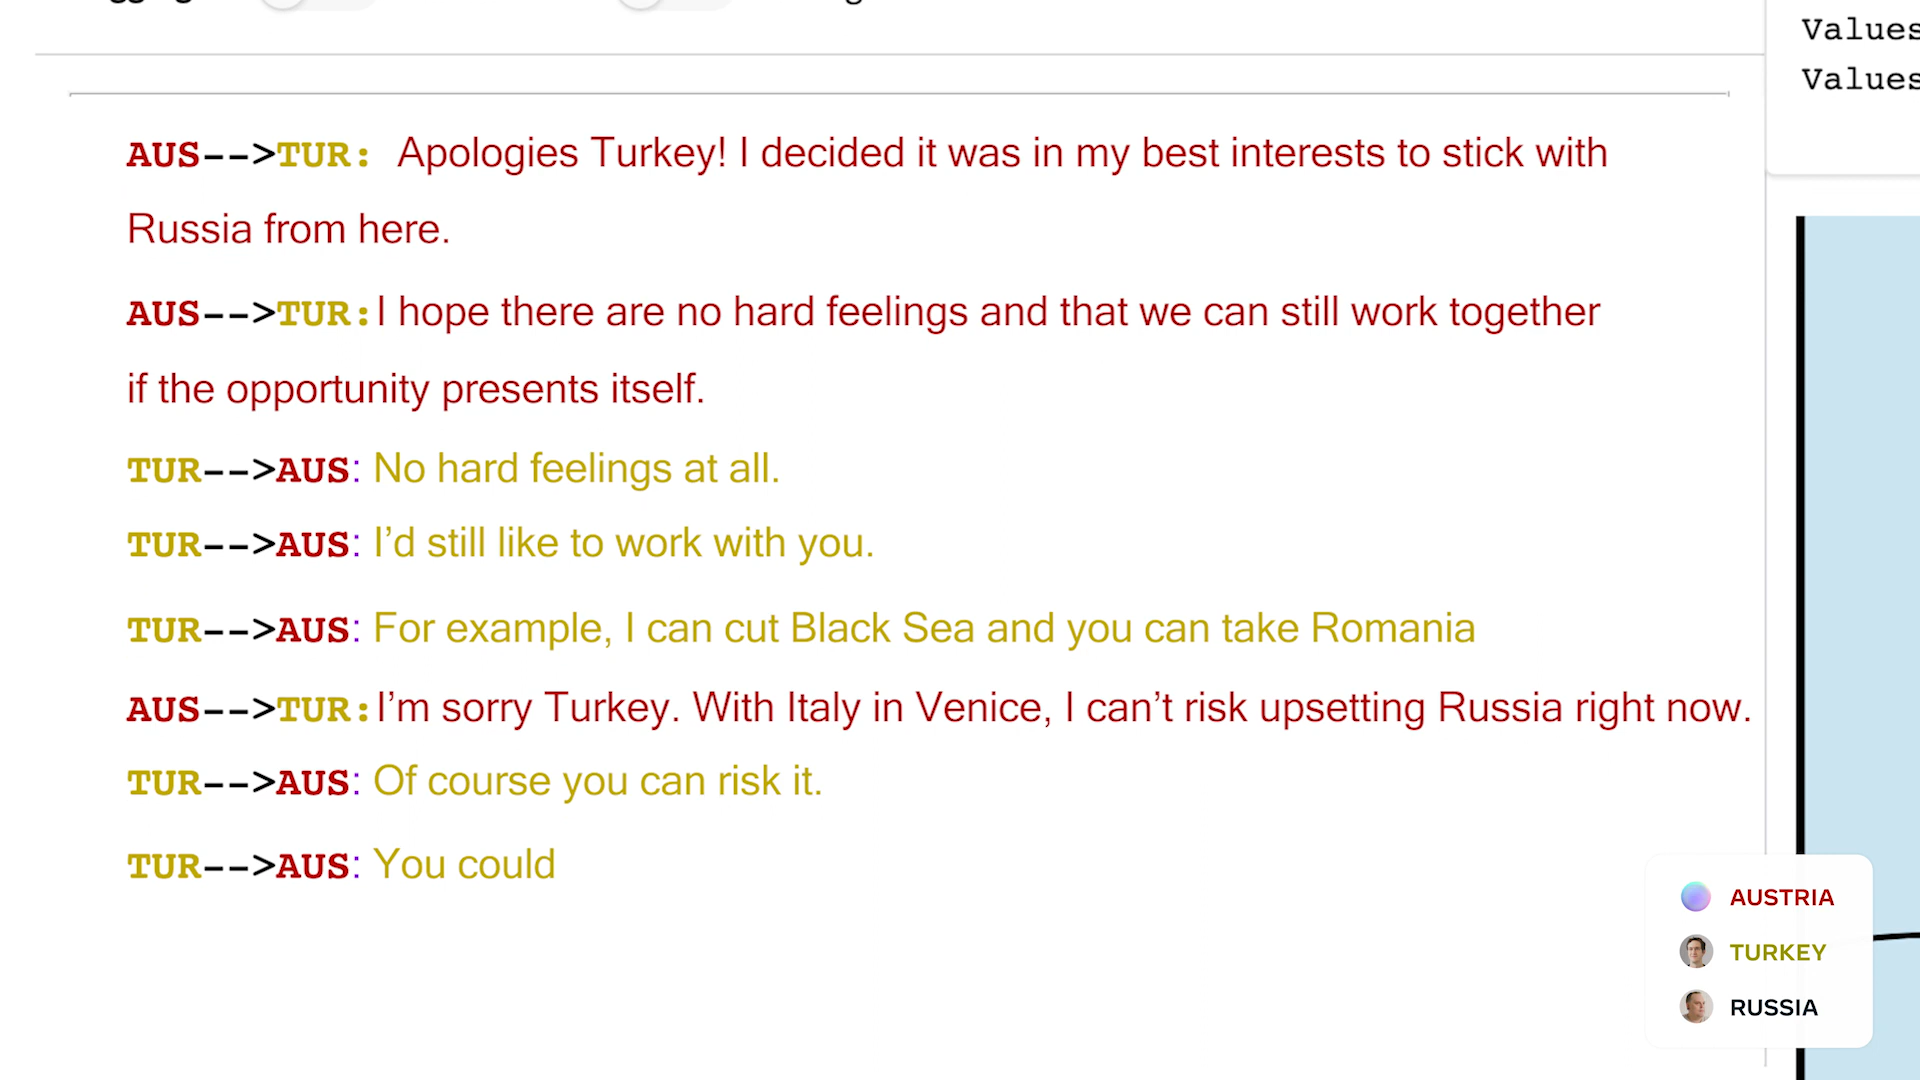 Values
Values
AUS-->TUR: Apologies Turkey! I decided it was in my best interests to stick with
Russia from here.
AUS-->TUR:I hope there are no hard feelings and that we can still work together
if the opportunity presents itself.
TUR-->AUS: No hard feelings at all.
TUR-->AUS: I’d still like to work with you.
TUR-->AUS: For example, I can cut Black Sea and you can take Romania
AUS-->TUR:I’m sorry Turkey. With Italy in Venice, I can’t risk upsetting Russia right now.
TUR-->AUS: Of course you can risk it.
TUR-->AUS: You could
AUSTRIA
TURKEY
RUSSIA